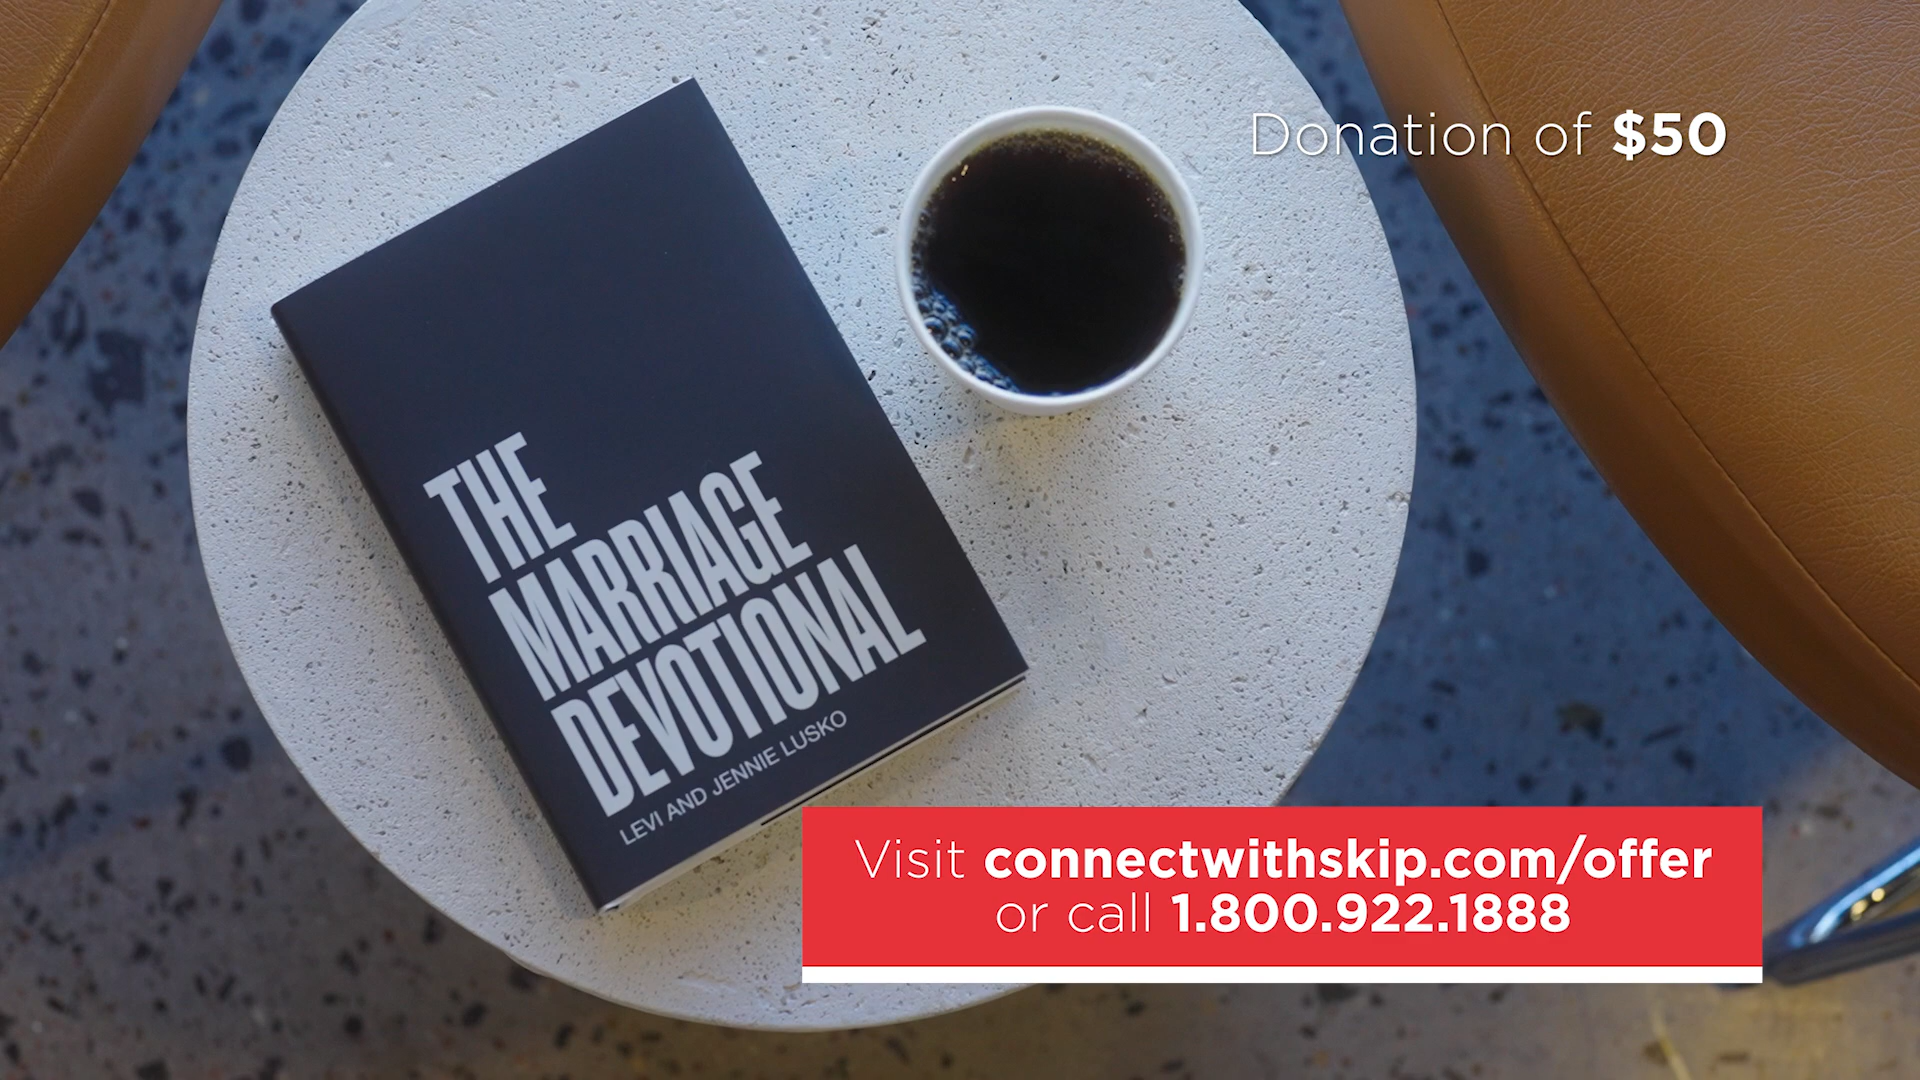 Donation of $50
THE
MARRIAGE
DEVOTIONAL
LEVI AND JENNIE LUSKO
Visit connectwithskip.com/offer
or call 1.800.922.1888